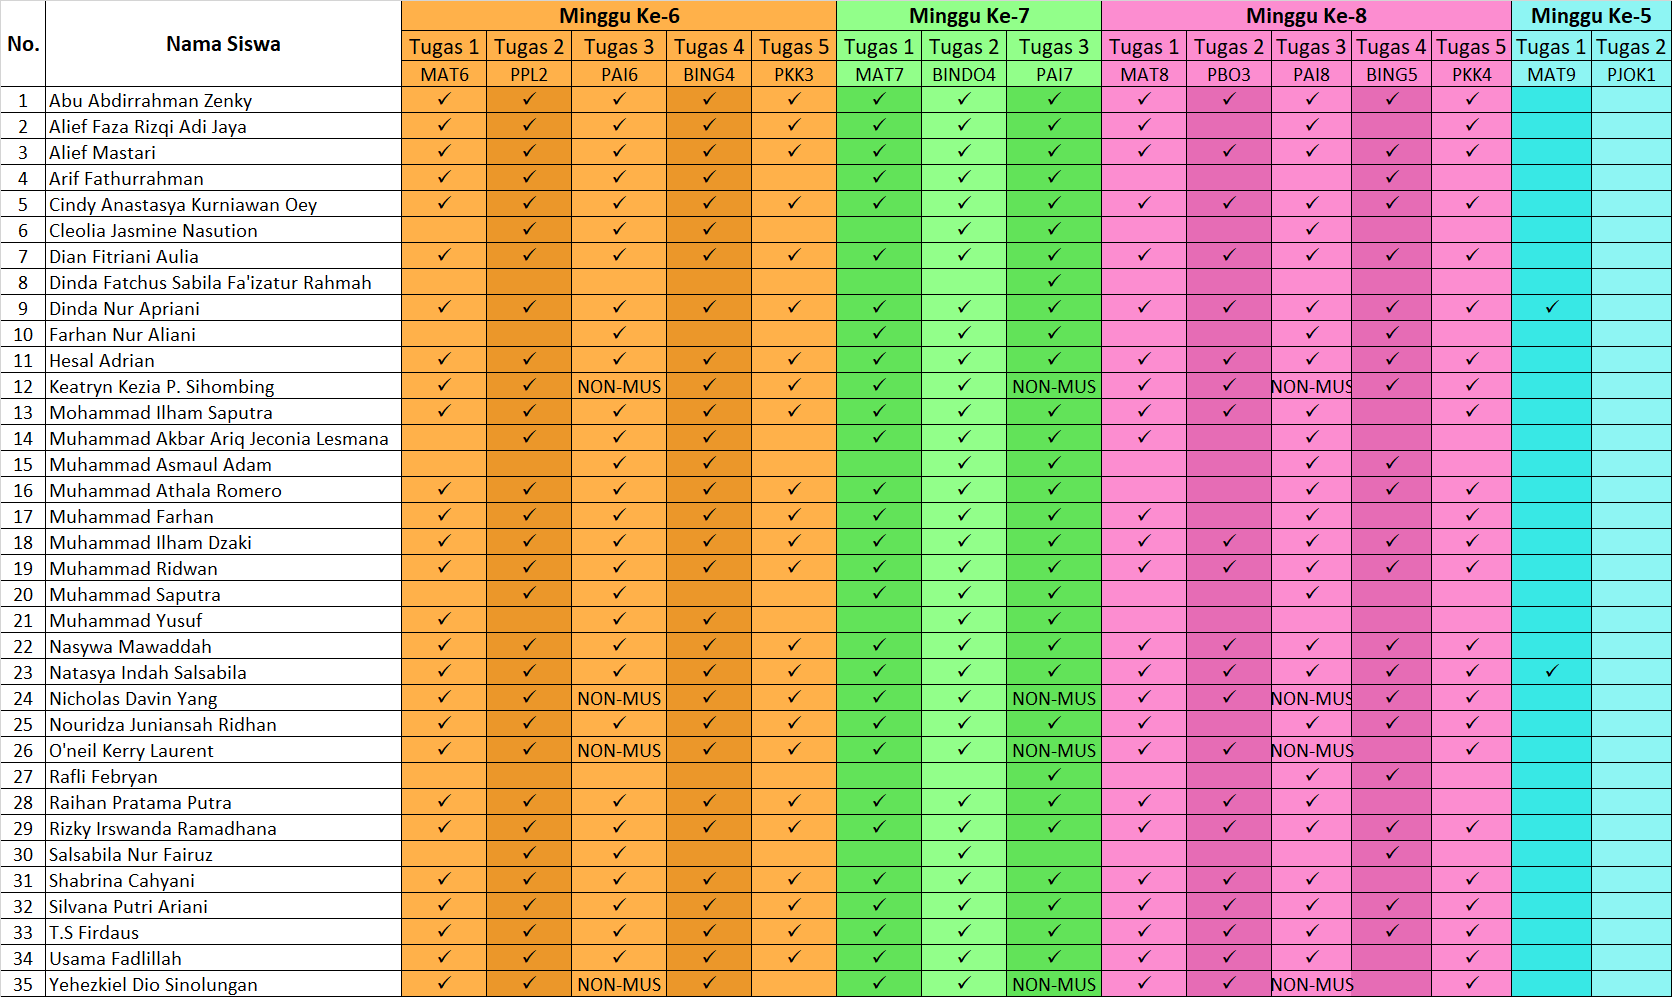 No. Nama Siswa Minggu Ke-6 Minggu Ke-7 Minggu Ke-8 Minggu Ke-5
Tugas 1 Tugas 2 Tugas 3 Tugas 4 Tugas 5 Tugas 1 Tugas 2 Tugas 3 Tugas 1 Tugas 2 Tugas 3 Tugas 4 Tugas 5 Tugas 1 Tugas 2
MAT6 PPL2 PAI6 BING4 PKK3 MAT7 BINDO4 PAI7 MAT8 PBO3 PAI8 BING5 PKK4 MAT9 PJOK1
1 Abu Abdirrahman Zenky ✓ ✓ ✓ ✓ ✓ ✓ ✓ ✓ ✓ ✓ ✓ ✓ ✓
2 Alief Faza Rizqi Adi Jaya ✓ ✓ ✓ ✓ ✓ ✓ ✓ ✓ ✓ ✓ ✓
3 Alief Mastari ✓ ✓ ✓ ✓ ✓ ✓ ✓ ✓ ✓ ✓ ✓ ✓ ✓
4 Arif Fathurrahman ✓ ✓ ✓ ✓ ✓ ✓ ✓ ✓
5 Cindy Anastasya Kurniawan Oey ✓ ✓ ✓ ✓ ✓ ✓ ✓ ✓ ✓ ✓ ✓ ✓ ✓
6 Cleolia Jasmine Nasution ✓ ✓ ✓ ✓ ✓
7 Dian Fitriani Aulia ✓ ✓ ✓ ✓ ✓ ✓ ✓ ✓ ✓ ✓ ✓ ✓ ✓
8 Dinda Fatchus Sabila Fa'izatur Rahmah ✓
9 Dinda Nur Apriani ✓ ✓ ✓ ✓ ✓ ✓ ✓ ✓ ✓ ✓ ✓ ✓ ✓ ✓
10 Farhan Nur Aliani ✓ ✓ ✓ ✓ ✓ ✓
11 Hesal Adrian ✓ ✓ ✓ ✓ ✓ ✓ ✓ ✓ ✓ ✓ ✓ ✓ ✓
12 Keatryn Kezia P. Sihombing ✓ ✓ NON-MUS ✓ ✓ ✓ ✓ NON-MUS ✓ ✓ NON-MUS ✓ ✓
13 Mohammad Ilham Saputra ✓ ✓ ✓ ✓ ✓ ✓ ✓ ✓ ✓ ✓ ✓ ✓
14 Muhammad Akbar Ariq Jeconia Lesmana ✓ ✓ ✓ ✓ ✓ ✓ ✓ ✓
15 Muhammad Asmaul Adam ✓ ✓ ✓ ✓ ✓ ✓
16 Muhammad Athala Romero ✓ ✓ ✓ ✓ ✓ ✓ ✓ ✓ ✓ ✓ ✓
17 Muhammad Farhan ✓ ✓ ✓ ✓ ✓ ✓ ✓ ✓ ✓ ✓ ✓
18 Muhammad Ilham Dzaki ✓ ✓ ✓ ✓ ✓ ✓ ✓ ✓ ✓ ✓ ✓ ✓ ✓
19 Muhammad Ridwan ✓ ✓ ✓ ✓ ✓ ✓ ✓ ✓ ✓ ✓ ✓ ✓ ✓
20 Muhammad Saputra ✓ ✓ ✓ ✓ ✓ ✓
21 Muhammad Yusuf ✓ ✓ ✓ ✓ ✓
22 Nasywa Mawaddah ✓ ✓ ✓ ✓ ✓ ✓ ✓ ✓ ✓ ✓ ✓ ✓ ✓
23 Natasya Indah Salsabila ✓ ✓ ✓ ✓ ✓ ✓ ✓ ✓ ✓ ✓ ✓ ✓ ✓ ✓
24 Nicholas Davin Yang ✓ ✓ NON-MUS ✓ ✓ ✓ ✓ NON-MUS ✓ ✓ NON-MUS ✓ ✓
25 Nouridza Juniansah Ridhan ✓ ✓ ✓ ✓ ✓ ✓ ✓ ✓ ✓ ✓ ✓ ✓
26 O'neil Kerry Laurent ✓ ✓ NON-MUS ✓ ✓ ✓ ✓ NON-MUS ✓ ✓ NON-MUS ✓
27 Rafli Febryan ✓ ✓ ✓
28 Raihan Pratama Putra ✓ ✓ ✓ ✓ ✓ ✓ ✓ ✓ ✓ ✓ ✓
29 Rizky Irswanda Ramadhana ✓ ✓ ✓ ✓ ✓ ✓ ✓ ✓ ✓ ✓ ✓ ✓ ✓
30 Salsabila Nur Fairuz ✓ ✓ ✓ ✓
31 Shabrina Cahyani ✓ ✓ ✓ ✓ ✓ ✓ ✓ ✓ ✓ ✓ ✓ ✓
32 Silvana Putri Ariani ✓ ✓ ✓ ✓ ✓ ✓ ✓ ✓ ✓ ✓ ✓ ✓ ✓
33 T.S Firdaus ✓ ✓ ✓ ✓ ✓ ✓ ✓ ✓ ✓ ✓ ✓ ✓ ✓
34 Usama Fadlillah ✓ ✓ ✓ ✓ ✓ ✓ ✓ ✓ ✓ ✓ ✓ ✓
35 Yehezkiel Dio Sinolungan ✓ ✓ NON-MUS ✓ ✓ ✓ NON-MUS ✓ ✓ NON-MUS ✓